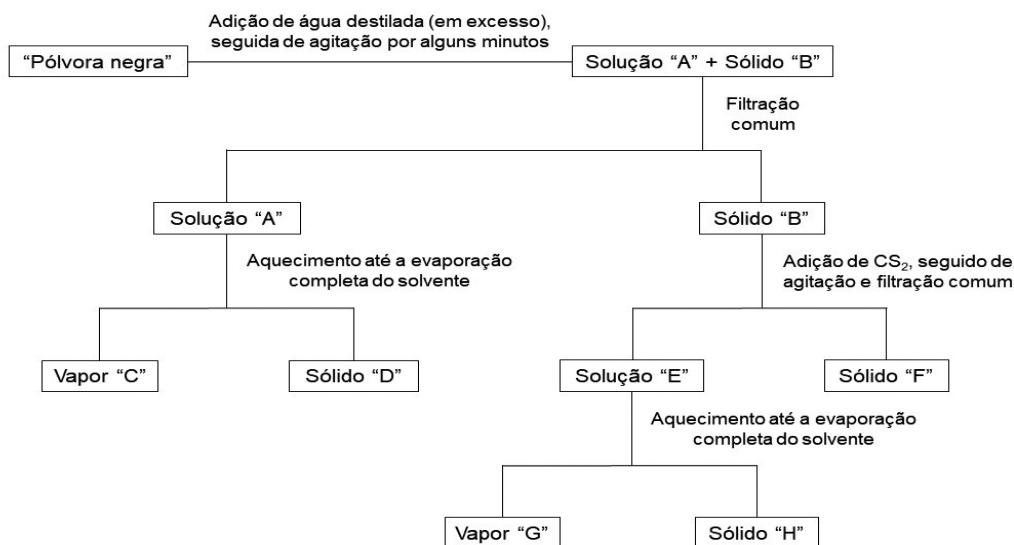 Adição de água destilada (em excesso),
seguida de agitação por alguns minutos
“Pólvora negra”
Solução “A” + Sólido “B”
Filtração
comum
Solução “A”
Sólido “B”
Aquecimento até a evaporação
completa do solvente
Adição de CS₂, seguido de
agitação e filtração comum
Vapor “C”
Sólido “D”
Solução “E”
Sólido “F”
Aquecimento até a evaporação
completa do solvente
Vapor “G”
Sólido “H”